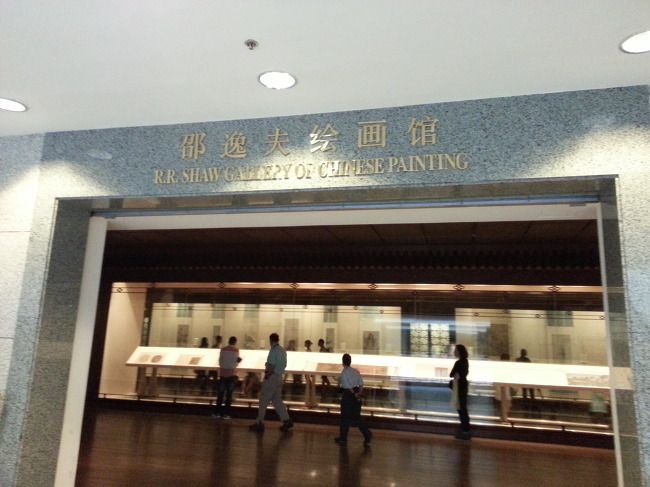 邵逸夫绘画馆
R.R. SHAW GALLERY OF CHINESE PAINTING